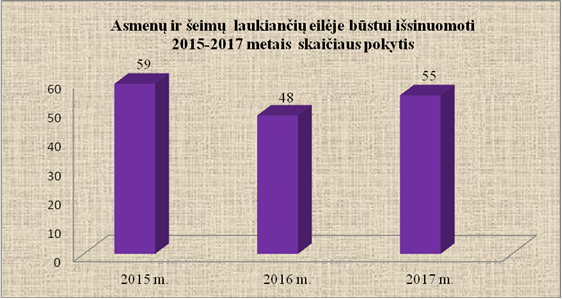 Asmenų ir šeimų laukiančių eilėje būstui išsinuomoti
2015-2017 metais skaičiaus pokytis
59
48
55
60
50
40
30
20
10
0
2015 m.
2016 m.
2017 m.